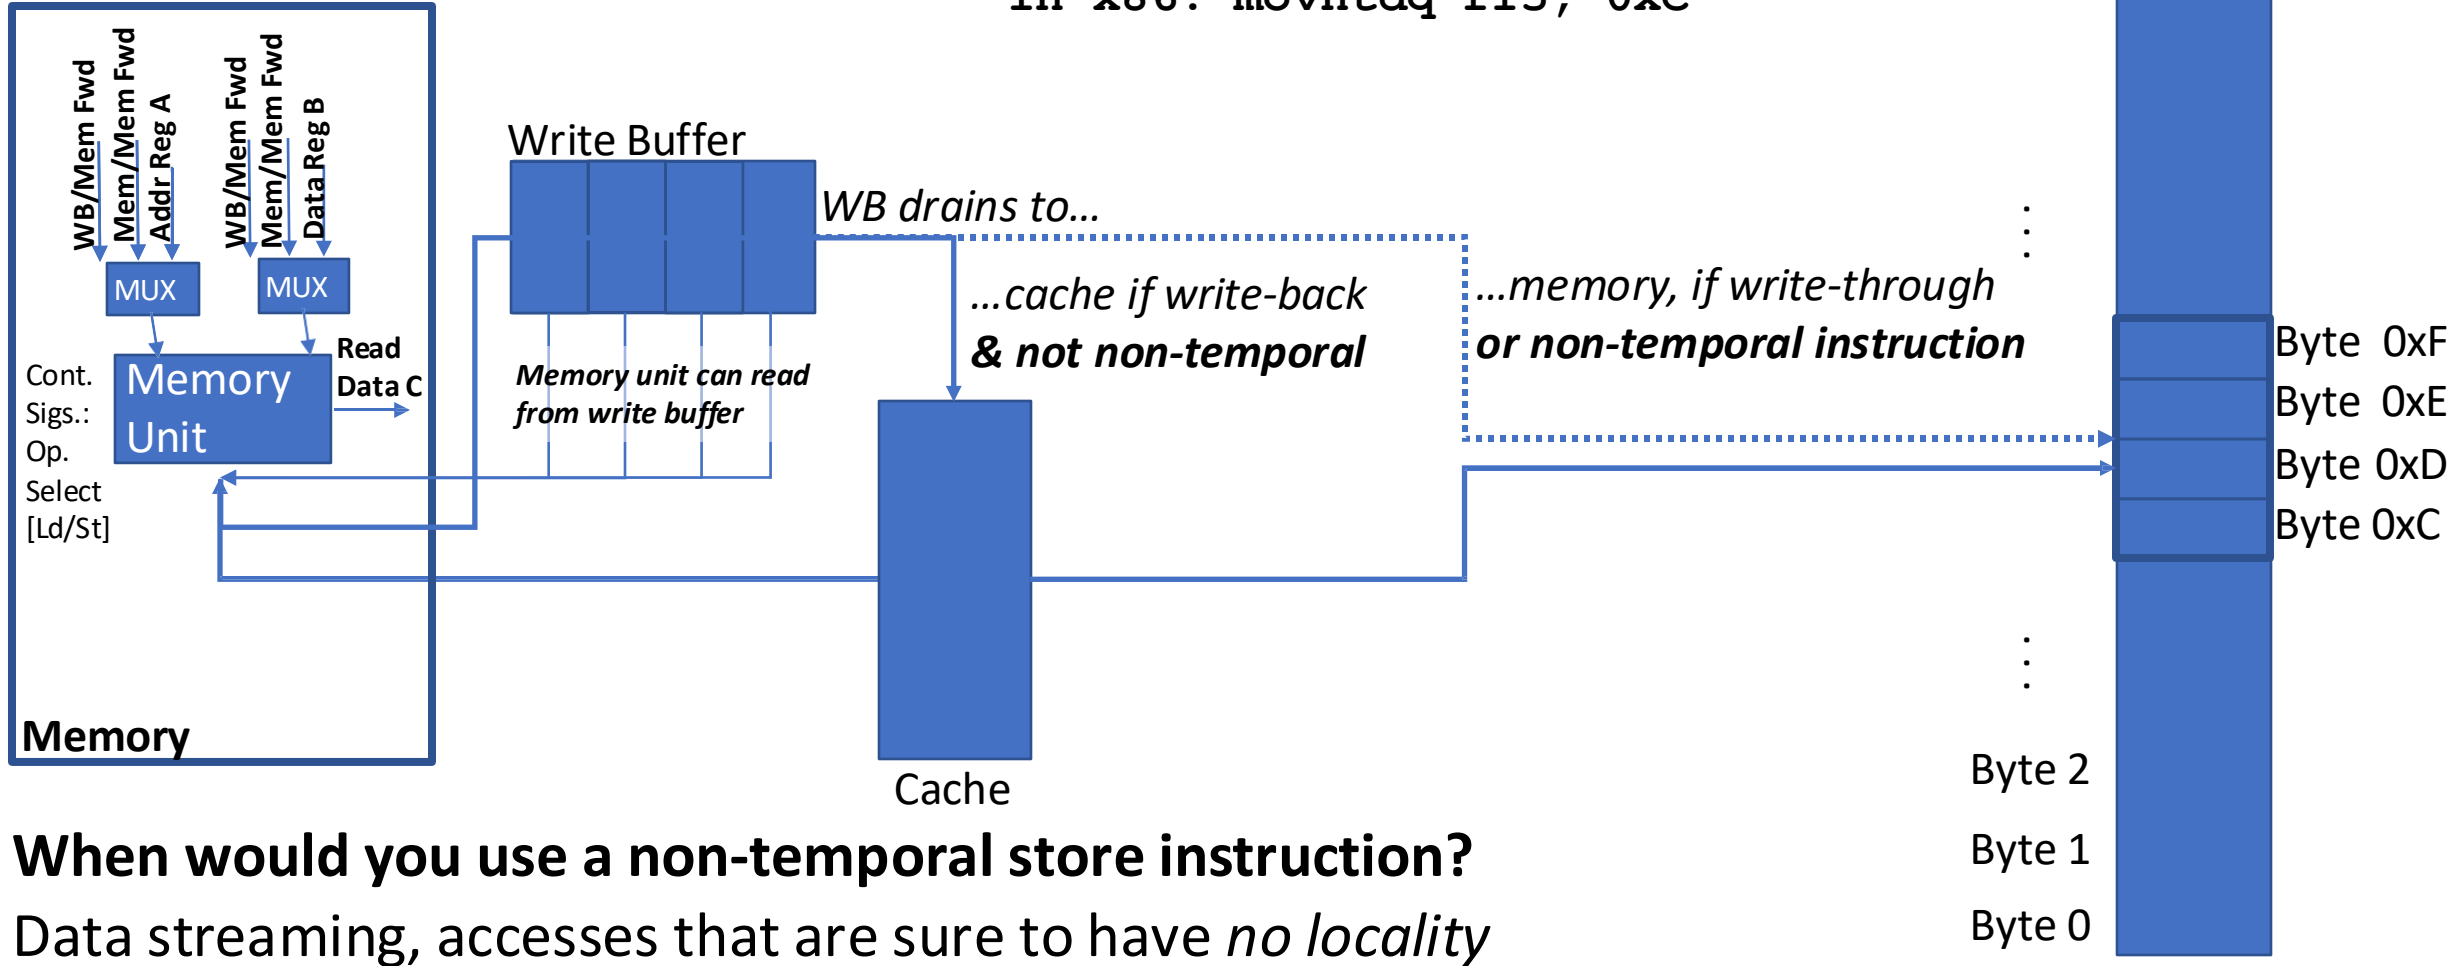 WB/Mem Fwd
Mem/Mem Fwd
Addr Reg A
WB/Mem Fwd
Mem/Mem Fwd
Data Reg B
MUX
MUX
Cont.
Sigs.:
Op.
Select
[Ld/St]
Memory
Unit
Read
Data C
Memory
Write Buffer
Memory unit can read
from write buffer
WB drains to...
...cache if write-back
& not non-temporal
...memory, if write-through
or non-temporal instruction
Cache
Byte 0xF
Byte 0xE
Byte 0xD
Byte 0xC
Byte 2
Byte 1
Byte 0
When would you use a non-temporal store instruction?
Data streaming, accesses that are sure to have no locality